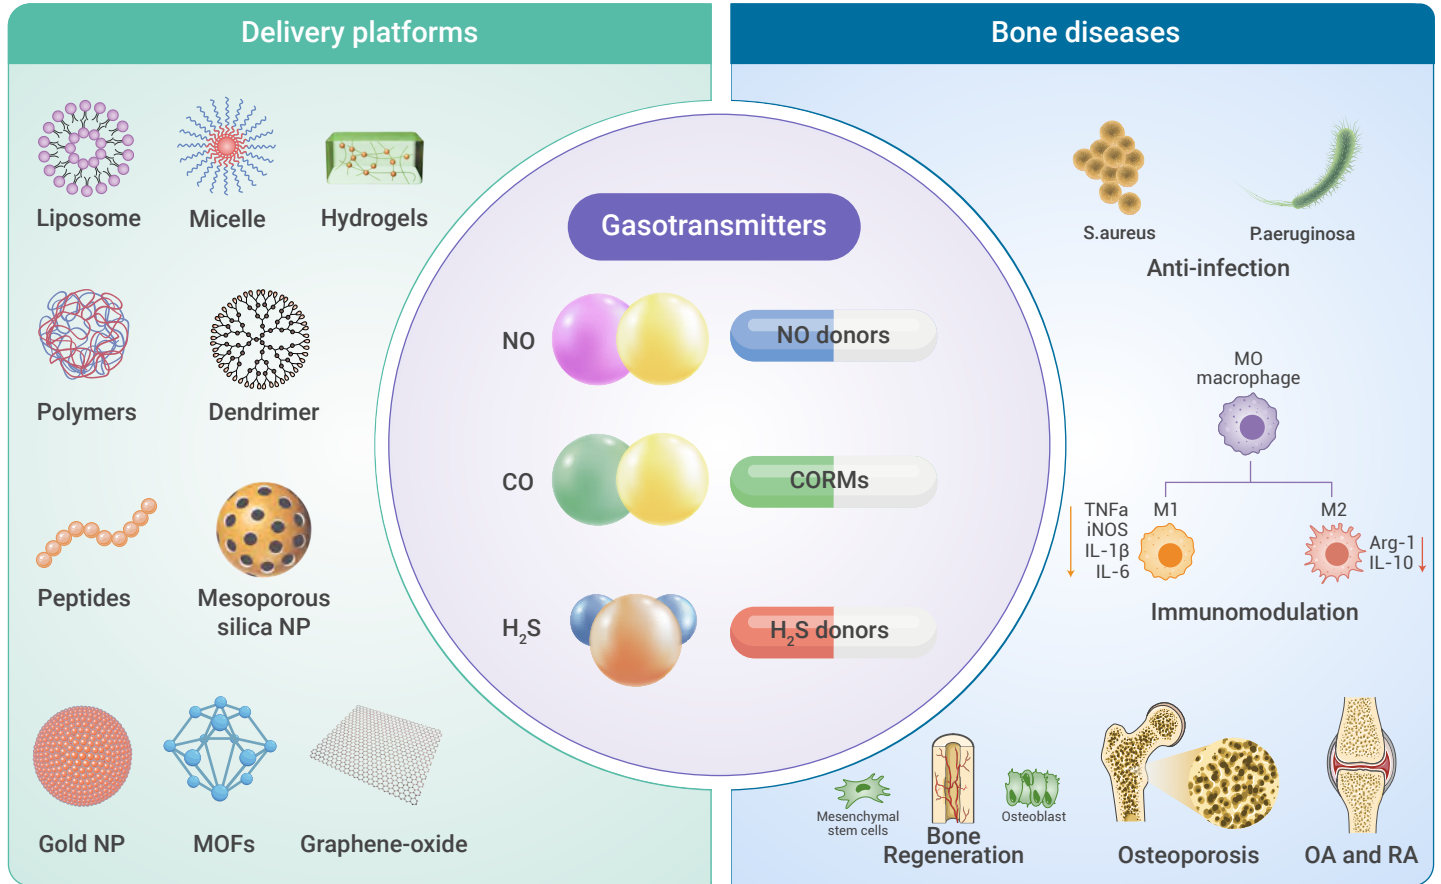 Delivery platforms
Liposome
Micelle
Hydrogels
Polymers
Dendrimer
Peptides
Mesoporous
silica NP
Gold NP
MOFs
Graphene-oxide
Gasotransmitters
NO
NO donors
CO
CORMs
H₂S
H₂S donors
Bone diseases
S.aureus
P.aeruginosa
Anti-infection
MO
macrophage
TNFa
iNOS
IL-1β
IL-6
M1
M2
Arg-1
IL-10
Immunomodulation
Mesenchymal
stem cells
Osteoblast
Bone
Regeneration
Osteoporosis
OA and RA